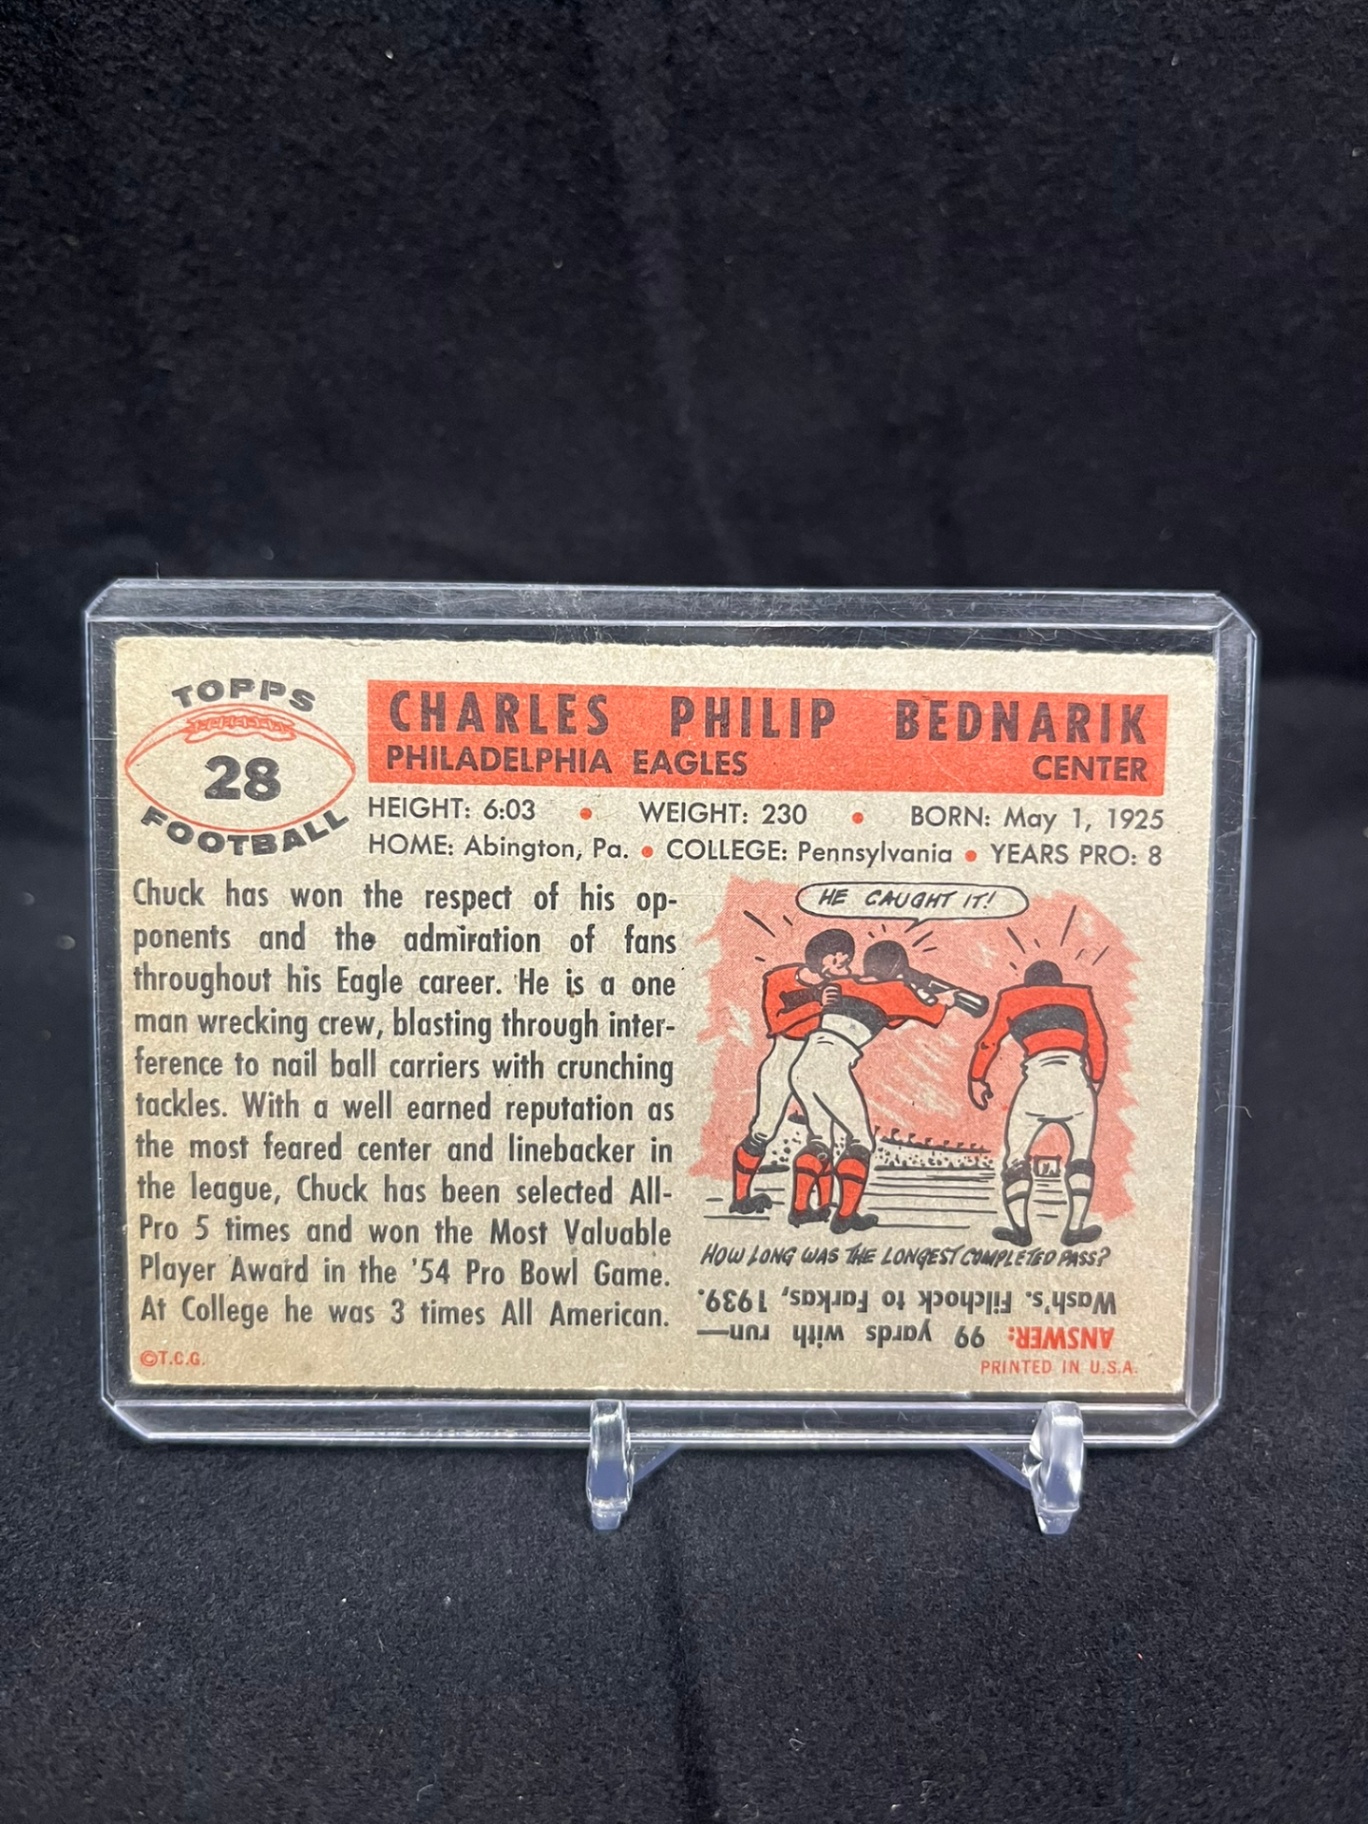 TOPPS
28
FOOTBALL
CHARLES PHILIP BEDNARIK
PHILADELPHIA EAGLES CENTER
HEIGHT: 6:03 • WEIGHT: 230 • BORN: May 1, 1925
HOME: Abington, Pa. • COLLEGE: Pennsylvania • YEARS PRO: 8
Chuck has won the respect of his op-
ponents and the admiration of fans
throughout his Eagle career. He is a one
man wrecking crew, blasting through inter-
ference to nail ball carriers with crunching
tackles. With a well earned reputation as
the most feared center and linebacker in
the league, Chuck has been selected All-
Pro 5 times and won the Most Valuable
Player Award in the '54 Pro Bowl Game.
At College he was 3 times All American.
©T.C.G.
HE CAUGHT IT!
HOW LONG WAS THE LONGEST COMPLETED PASS?
ANSWER: 99 yards with run—
Wash's. Filchock to Farkas, 1939.
PRINTED IN U.S.A.